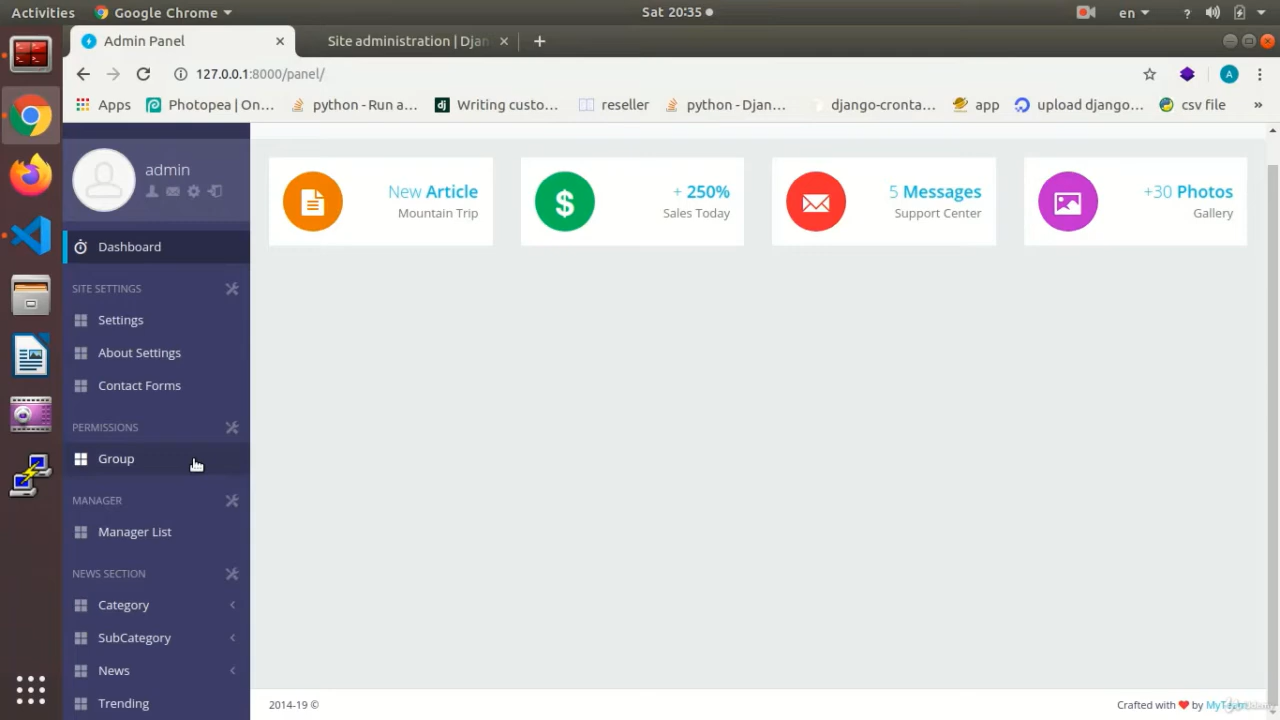 Activities Google Chrome Sat 20:35 en ?
Admin Panel Site administration | Djan
127.0.0.1:8000/panel/ A
Apps Photopea | On... python - Run a... dj Writing custo... reseller python - Djan... django-cronta... app upload django... csv file »
admin
Dashboard
SITE SETTINGS
Settings
About Settings
Contact Forms
PERMISSIONS
Group
MANAGER
Manager List
NEWS SECTION
Category
SubCategory
News
Trending
New Article
Mountain Trip
$
+ 250%
Sales Today
5 Messages
Support Center
+30 Photos
Gallery
2014-19 ©
Crafted with ❤ by MyTeam